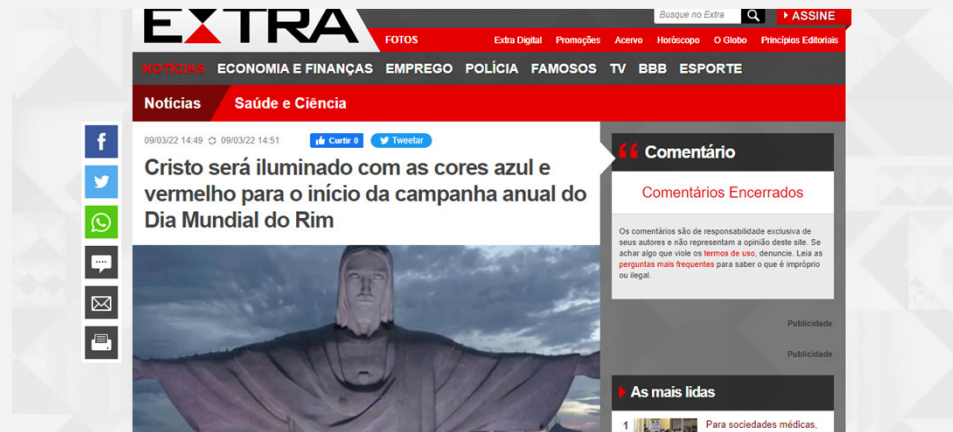 EXTRA
Busque no Extra
ASSINE
FOTOS
Extra Digital Promoções Acervo Horóscopo O Globo Princípios Editoriais
NOTÍCIAS ECONOMIA E FINANÇAS EMPREGO POLÍCIA FAMOSOS TV BBB ESPORTE
Notícias Saúde e Ciência
09/03/22 14:49 09/03/22 14:51 Curtir 0 Tweetar
Cristo será iluminado com as cores azul e
vermelho para o início da campanha anual do
Dia Mundial do Rim
Comentário
Comentários Encerrados
Os comentários são de responsabilidade exclusiva de
seus autores e não representam a opinião deste site. Se
achar algo que viole os termos de uso, denuncie. Leia as
perguntas mais frequentes para saber o que é impróprio
ou ilegal.
Publicidade
Publicidade
As mais lidas
1 Para sociedades médicas,